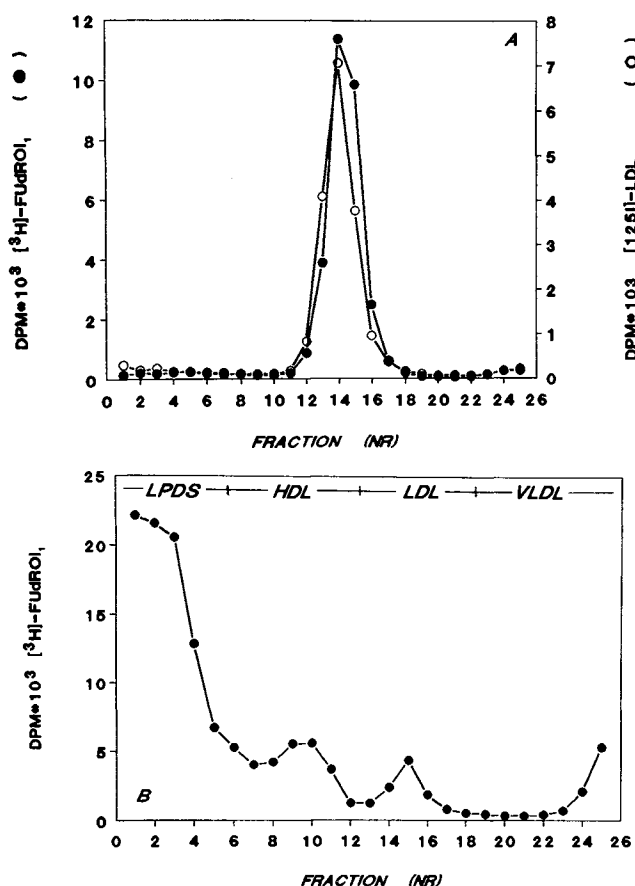 A
DPM*10³ [³H]-FUdROl₁ ( ● )
DPM*103 [125I]-LDL ( O )
12
10
8
6
4
2
0
8
7
6
5
4
3
2
1
0
0 2 4 6 8 10 12 14 16 18 20 22 24 26
FRACTION (NR)
LPDS HDL LDL VLDL
DPM*10³ [³H]-FUdROl₁
25
20
15
10
5
0
B
0 2 4 6 8 10 12 14 16 18 20 22 24 26
FRACTION (NR)